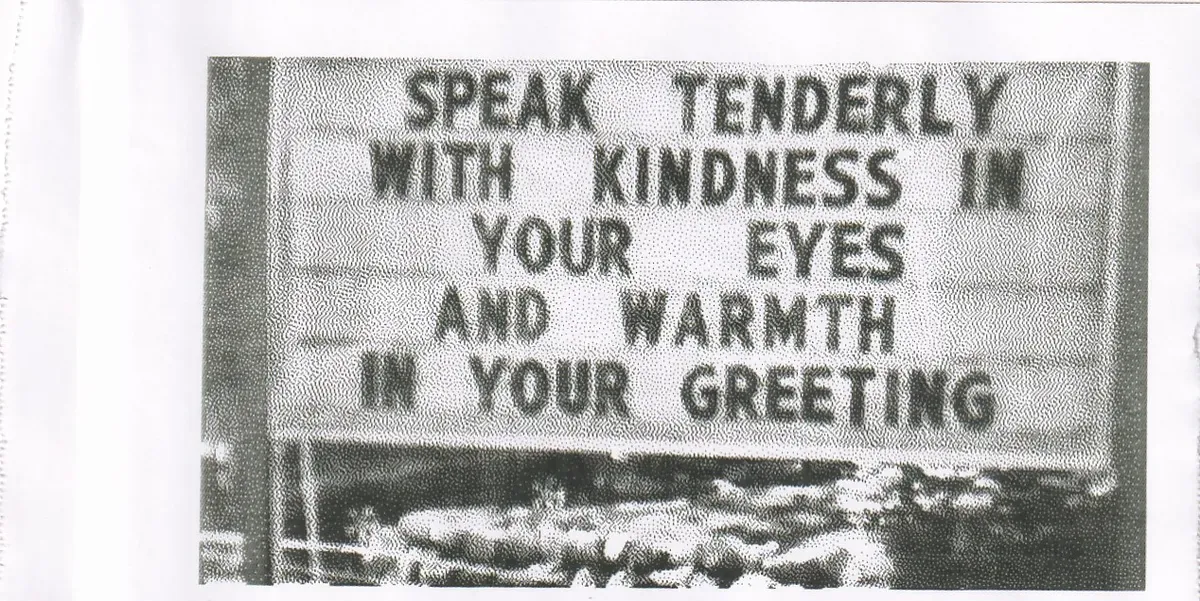 SPEAK TENDERLY
WITH KINDNESS IN
YOUR EYES
AND WARMTH
IN YOUR GREETING